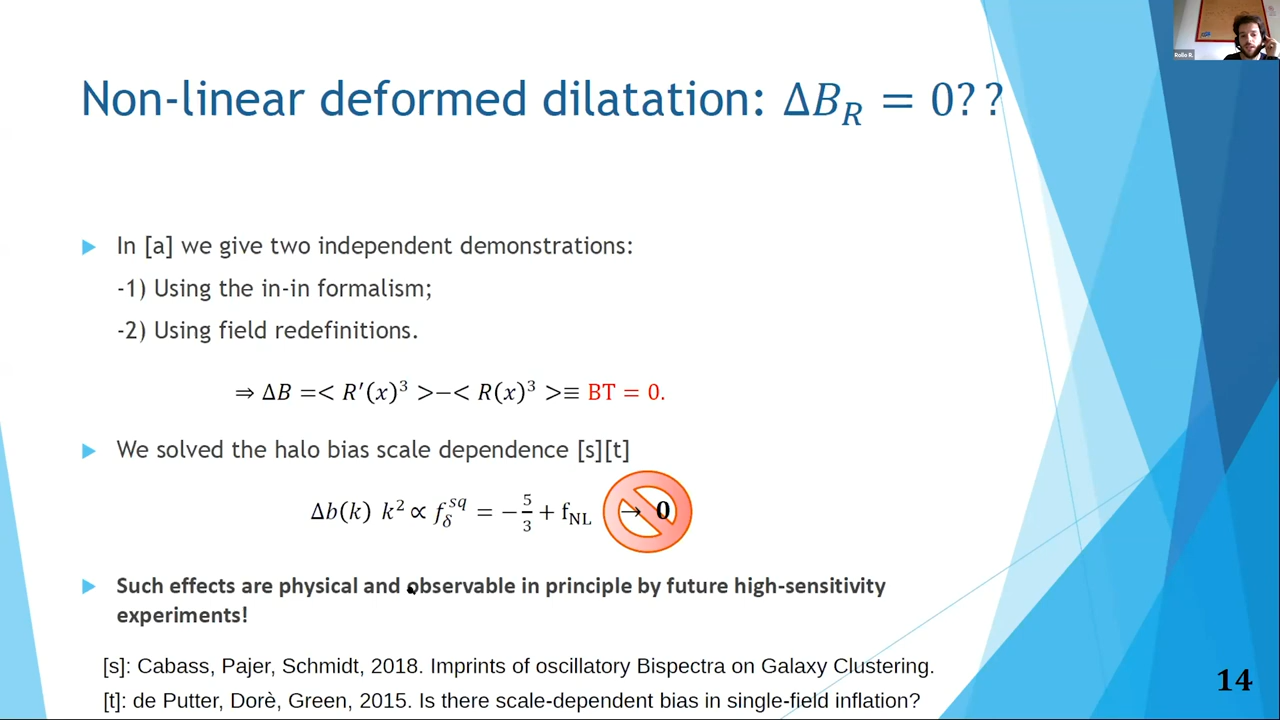 Rollo R.
Non-linear deformed dilatation: Δ𝐵𝑅 = 0??
In [a] we give two independent demonstrations:
-1) Using the in-in formalism;
-2) Using field redefinitions.
⇒ ΔB =< R′(x)³ >−< R(x)³ >≡ BT = 0.
We solved the halo bias scale dependence [s][t]
Δb(k) k² ∝ f_δ^sq = − 5/3 + f_NL → 0
Such effects are physical and observable in principle by future high-sensitivity
experiments!
[s]: Cabass, Pajer, Schmidt, 2018. Imprints of oscillatory Bispectra on Galaxy Clustering.
[t]: de Putter, Dorè, Green, 2015. Is there scale-dependent bias in single-field inflation?
14